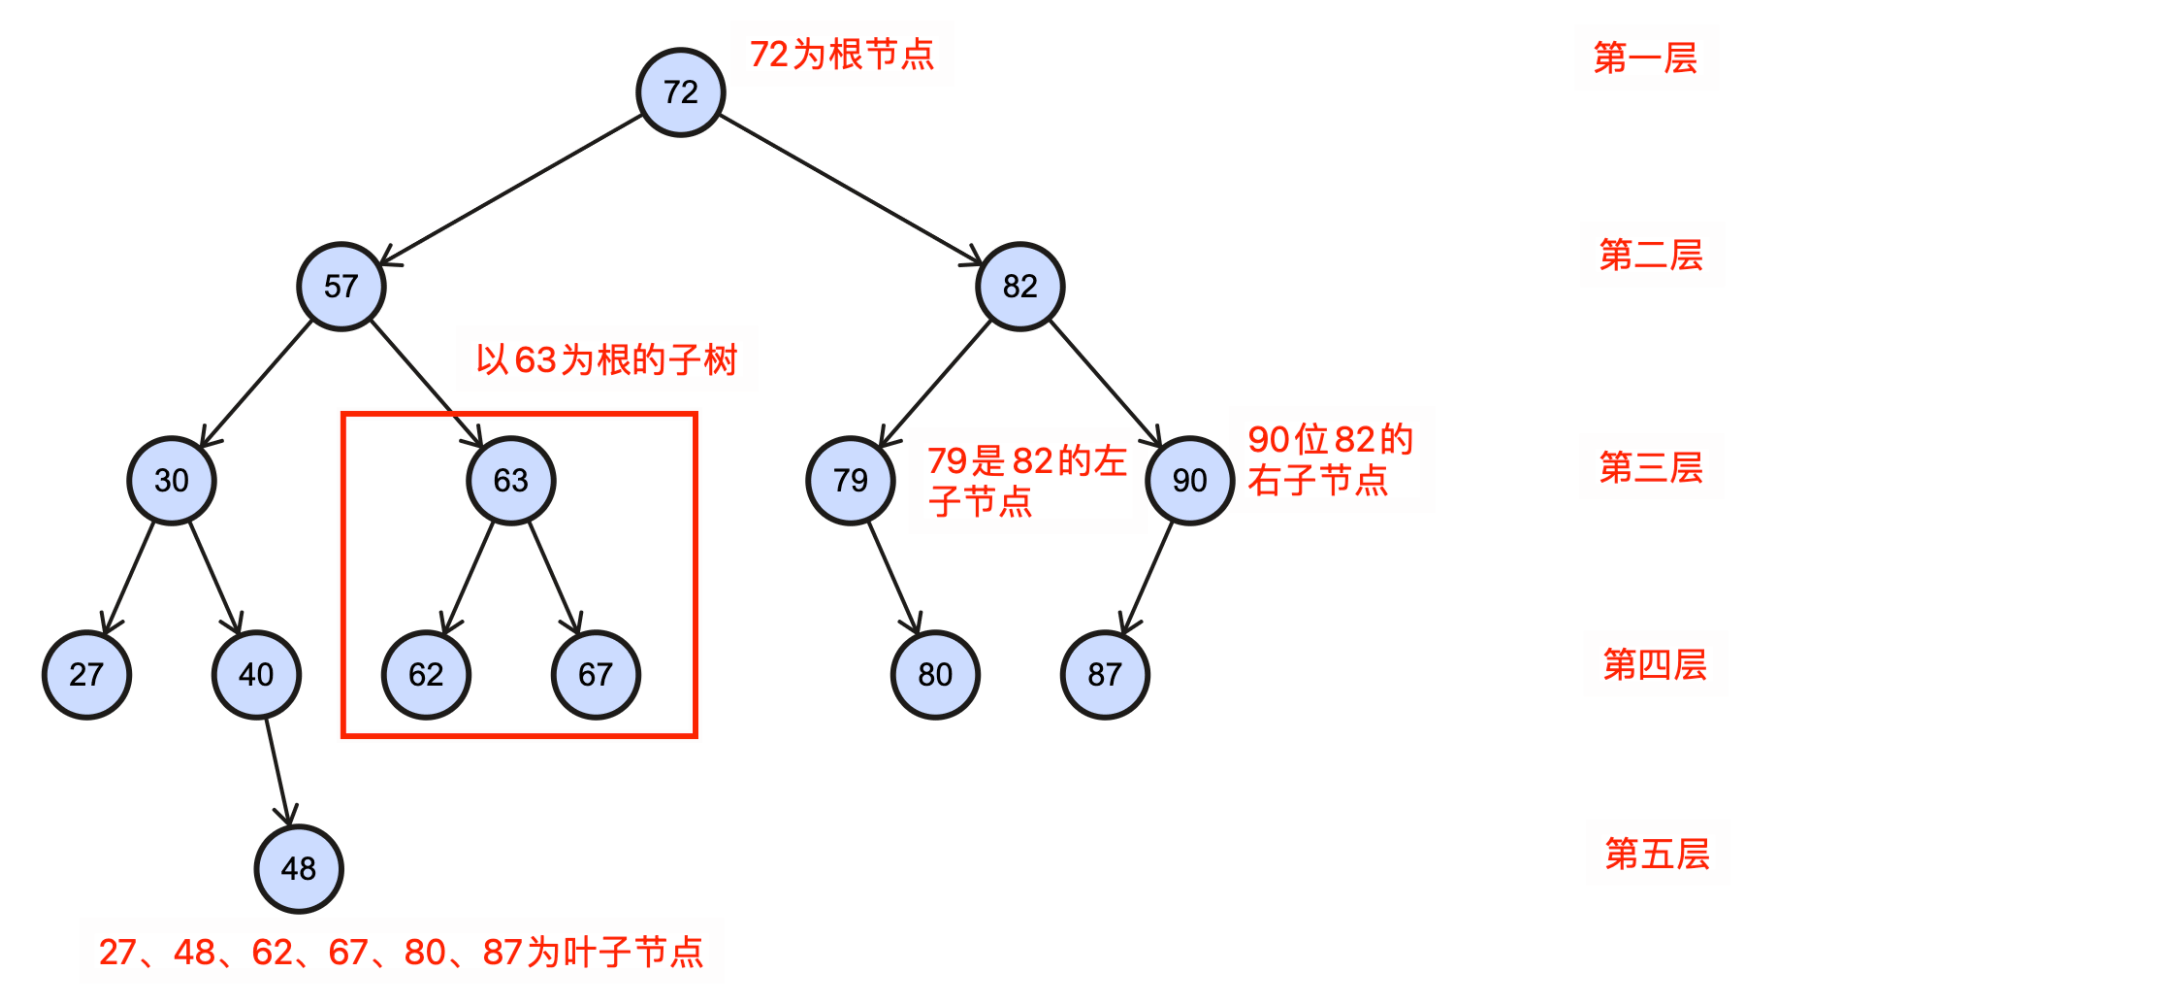 72为根节点
第一层
72
第二层
57
82
以63为根的子树
90位82的
右子节点
79是82的左
子节点
第三层
30
63
79
90
第四层
27
40
62
67
80
87
第五层
48
27、48、62、67、80、87为叶子节点